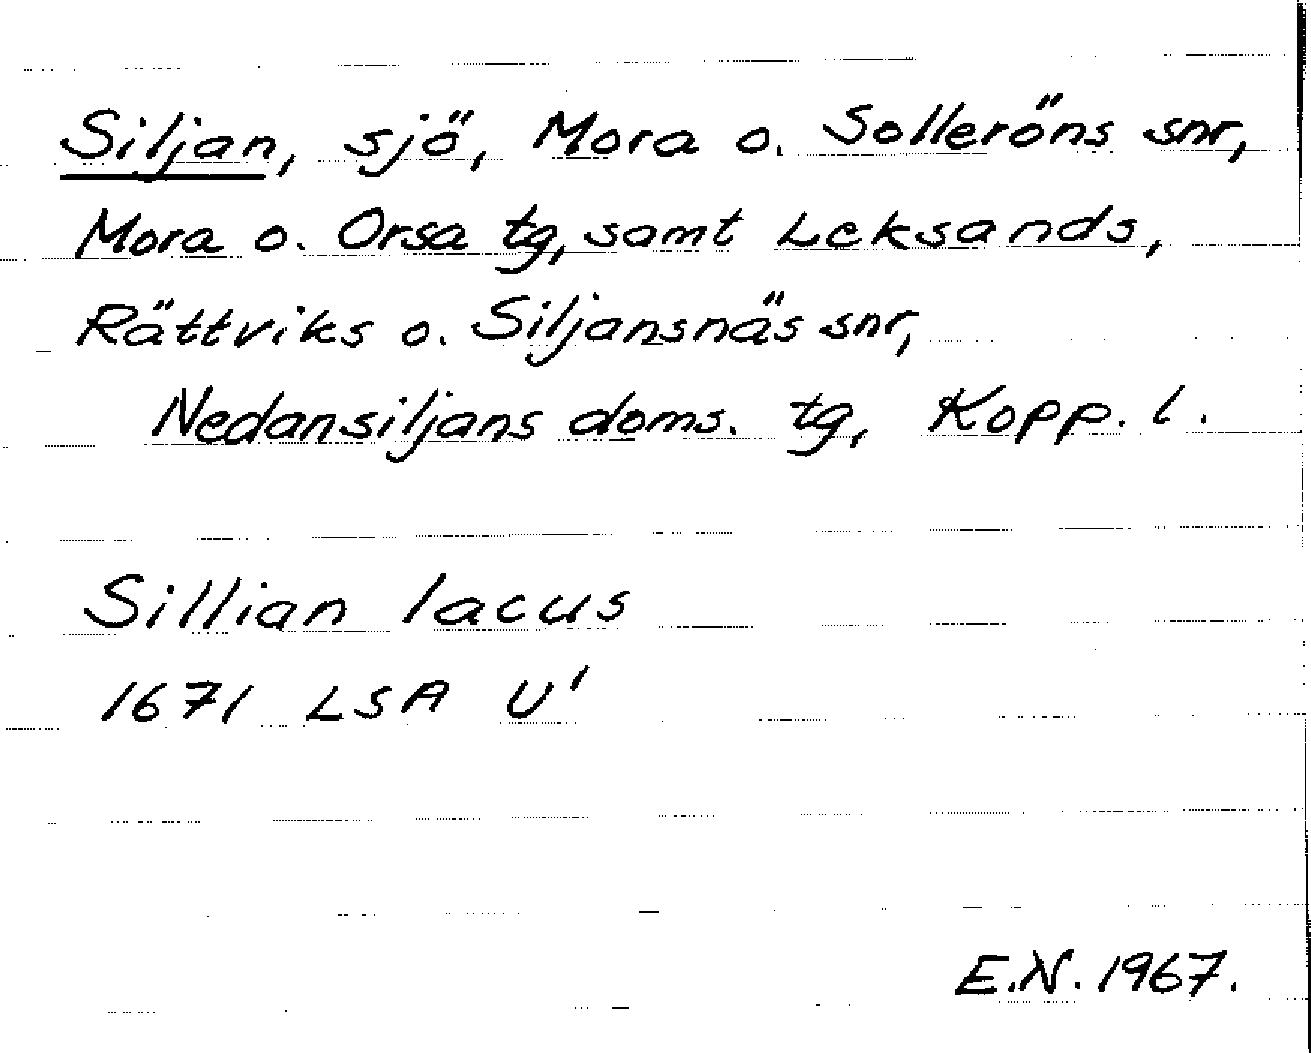 Siljan, sjö, Mora o. Solleröns snr,
Mora o. Orsa tg, samt Leksands,
Rättviks o. Siljansnäs snr,
Nedansiljans doms. tg, Kopp. l.
Sillian lacus
1671 LSA U'
E.N. 1967.